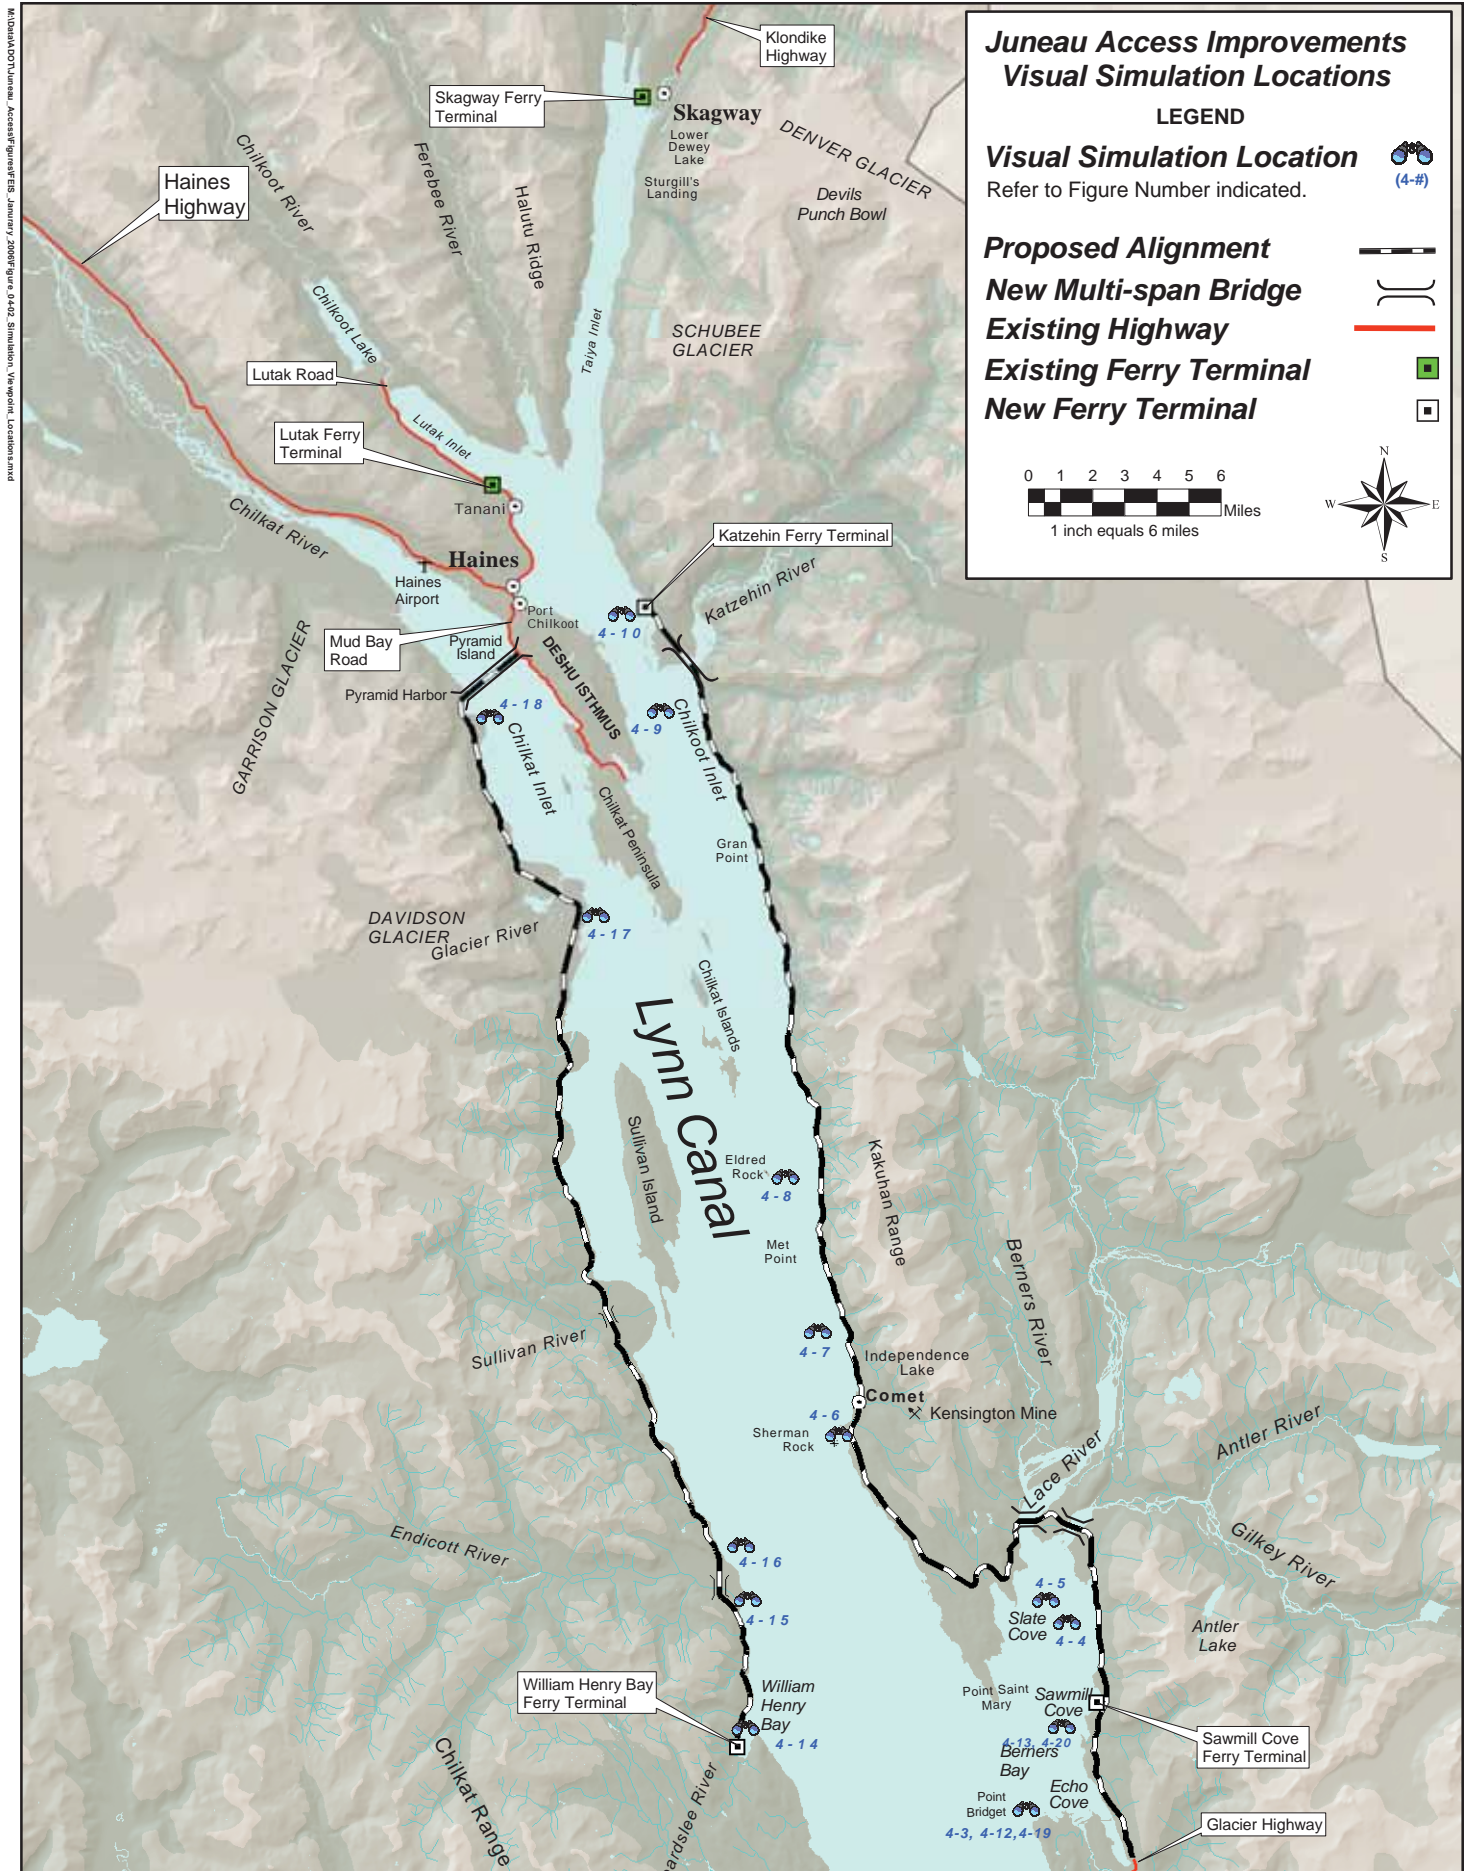 M:\Data\ADOT\Juneau_Access\Figures\FEIS_Janurary_2006\Figure_04-02_Simulation_Viewpoint_Locations.mxd
Juneau Access Improvements
Visual Simulation Locations
LEGEND
Visual Simulation Location
(4-#)
Refer to Figure Number indicated.
Proposed Alignment
New Multi-span Bridge
Existing Highway
Existing Ferry Terminal
New Ferry Terminal
0 1 2 3 4 5 6
Miles
1 inch equals 6 miles
N
W E
S
Klondike
Highway
Skagway Ferry
Terminal
Skagway
Lower
Dewey
Lake
Sturgill's
Landing
DENVER GLACIER
Devils
Punch Bowl
Haines
Highway
Chilkoot River
Ferebee River
Halutu Ridge
Taiya Inlet
Chilkoot Lake
SCHUBEE
GLACIER
Lutak Road
Lutak Inlet
Lutak Ferry
Terminal
Tanani
Chilkat River
Haines
Haines
Airport
Katzehin Ferry Terminal
Katzehin River
Port
Chilkoot
4-10
Mud Bay
Road
Pyramid
Island
DESHU ISTHMUS
Pyramid Harbor
GARRISON GLACIER
4-18
Chilkat Inlet
4-9
Chilkoot Inlet
Chilkat Peninsula
Gran
Point
DAVIDSON
GLACIER
Glacier River
4-17
Chilkat Islands
Lynn Canal
Sullivan Island
Eldred
Rock
4-8
Kakuhan Range
Met
Point
Berners River
Sullivan River
4-7
Independence
Lake
Comet
4-6
Kensington Mine
Sherman
Rock
Lace River
Antler River
Gilkey River
Endicott River
4-16
4-15
4-5
Slate
Cove
4-4
Antler
Lake
William Henry Bay
Ferry Terminal
William
Henry
Bay
4-14
Point Saint
Mary
Sawmill
Cove
4-13, 4-20
Berners
Bay
Sawmill Cove
Ferry Terminal
Echo
Cove
Point
Bridget
4-3, 4-12,4-19
Glacier Highway
Chilkat Range
River